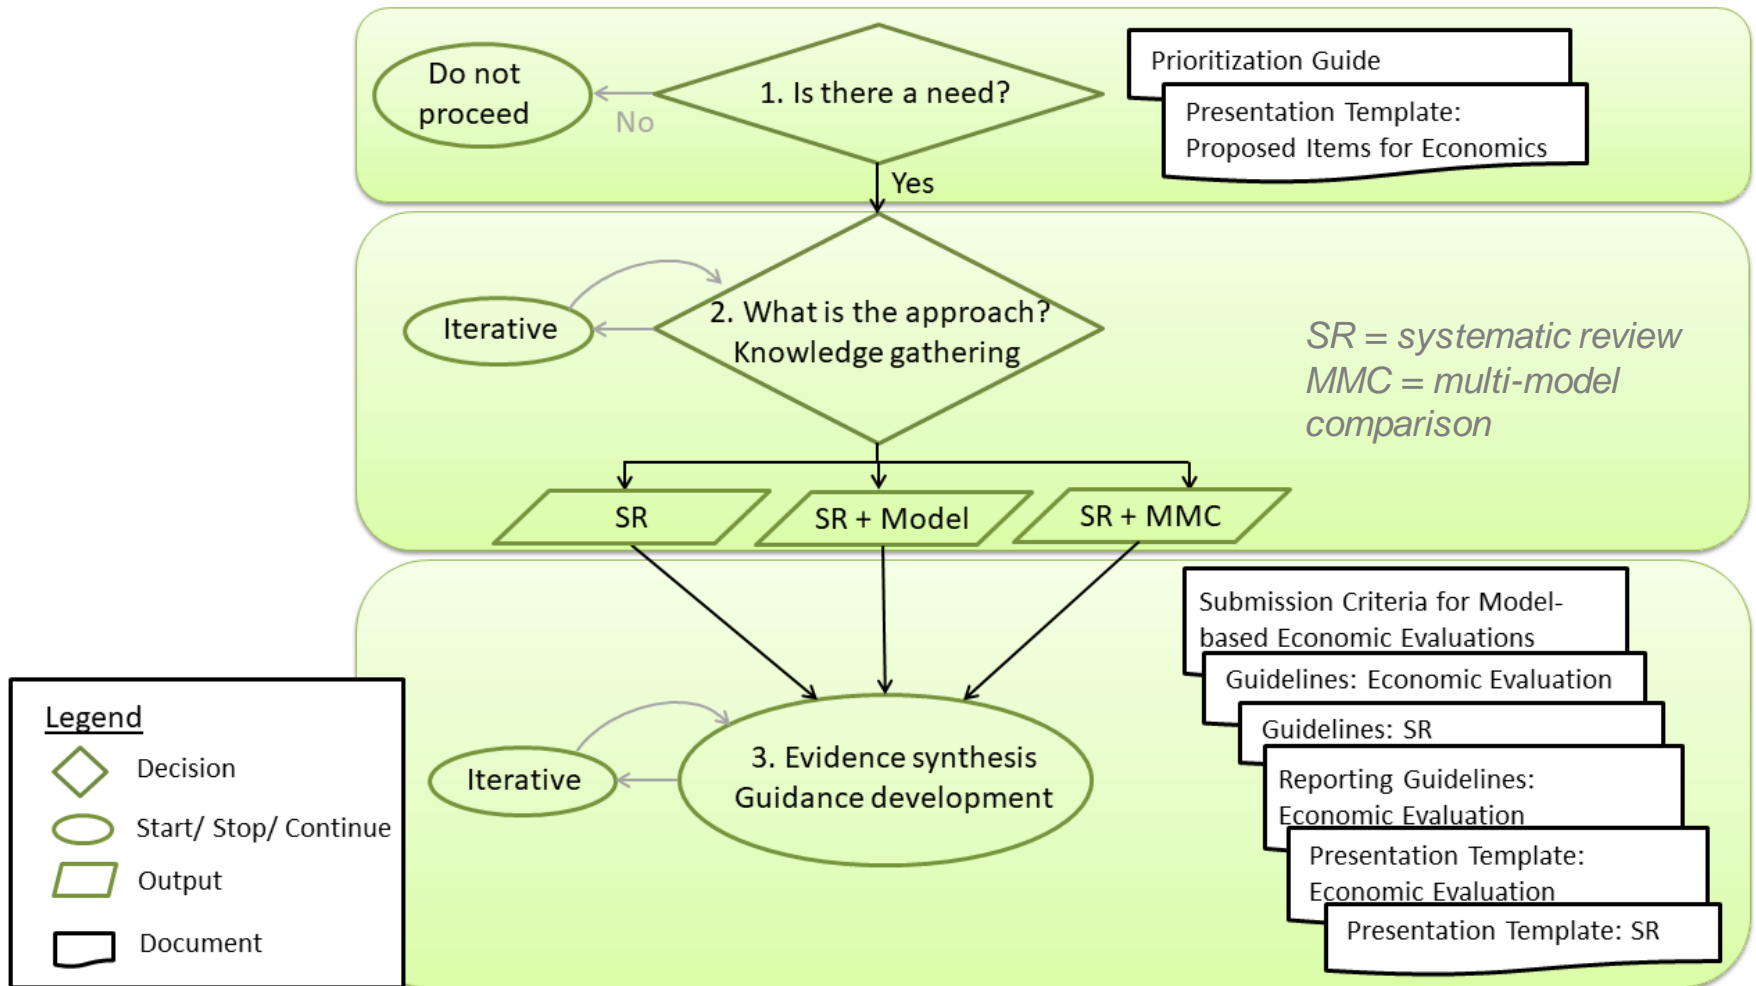 Do not
proceed
No
1. Is there a need?
Prioritization Guide
Presentation Template:
Proposed Items for Economics
Yes
Iterative
2. What is the approach?
Knowledge gathering
SR = systematic review
MMC = multi-model
comparison
SR
SR + Model
SR + MMC
Submission Criteria for Model-
based Economic Evaluations
Guidelines: Economic Evaluation
Guidelines: SR
Reporting Guidelines:
Economic Evaluation
Presentation Template:
Economic Evaluation
Presentation Template: SR
Iterative
3. Evidence synthesis
Guidance development
Legend
Decision
Start/ Stop/ Continue
Output
Document